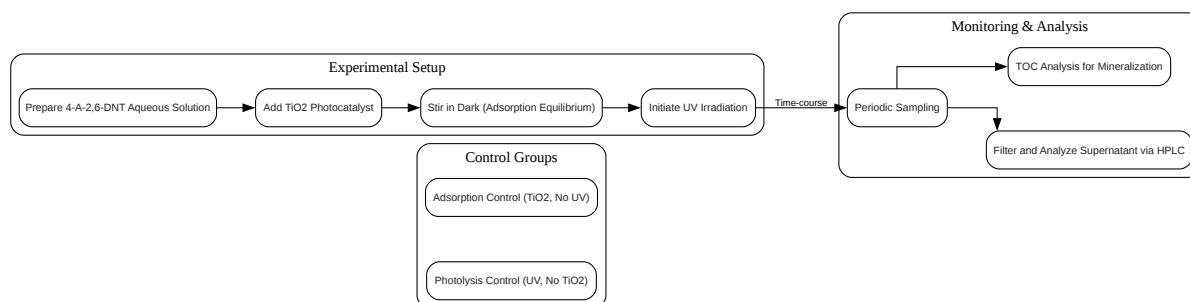 Experimental Setup
Prepare 4-A-2,6-DNT Aqueous Solution
Add TiO2 Photocatalyst
Stir in Dark (Adsorption Equilibrium)
Initiate UV Irradiation
Time-course
Monitoring & Analysis
Periodic Sampling
TOC Analysis for Mineralization
Filter and Analyze Supernatant via HPLC
Control Groups
Adsorption Control (TiO2, No UV)
Photolysis Control (UV, No TiO2)